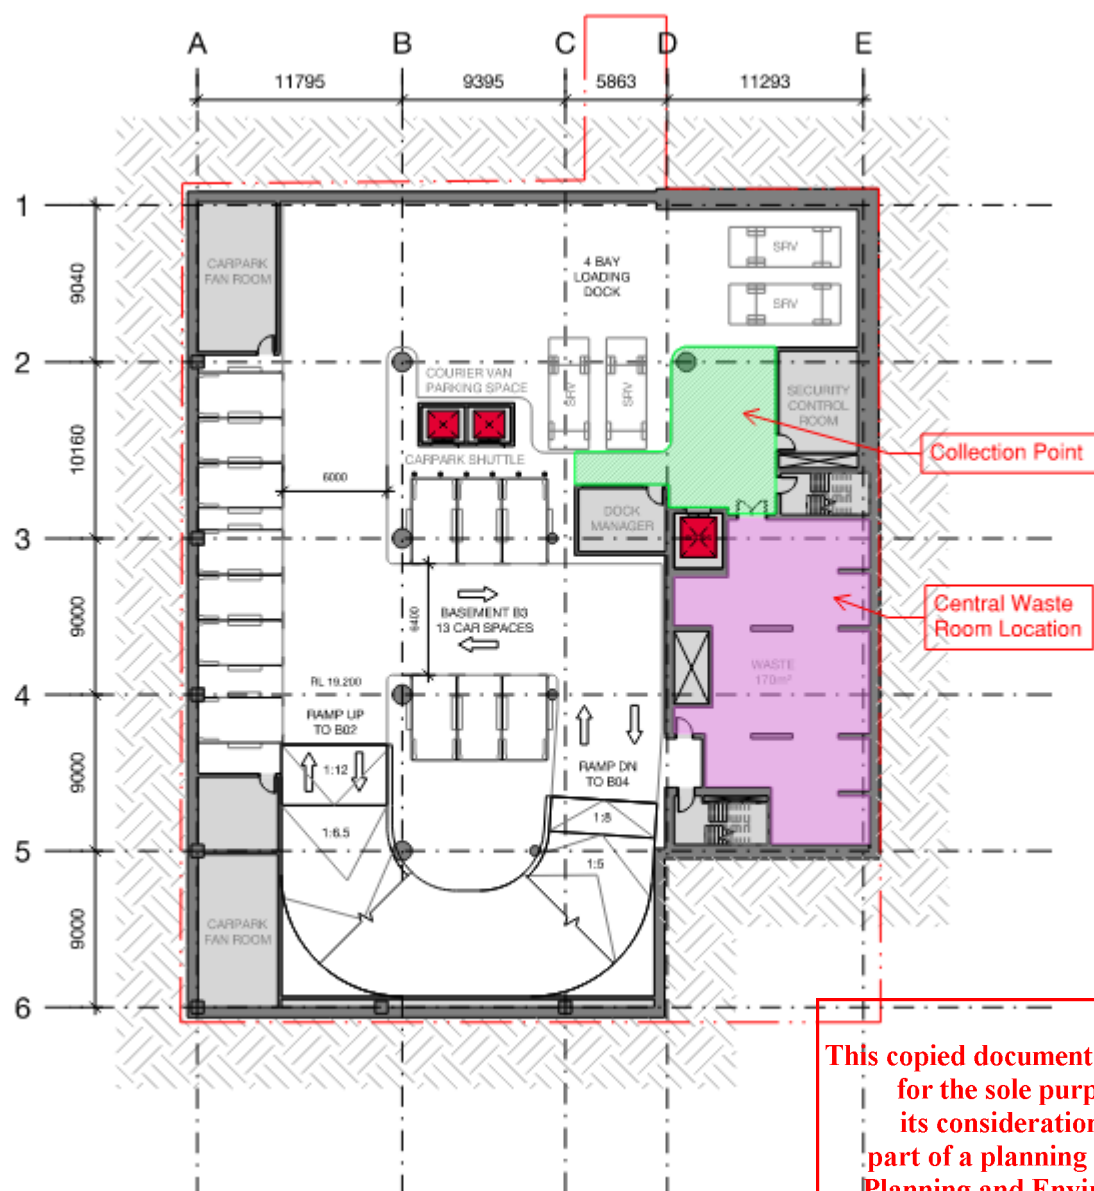 A B C D E
11795 9395 5863 11293
1
9040
CARPARK
FAN ROOM
4 BAY
LOADING
DOCK
SRV
SRV
2
COURIER VAN
PARKING SPACE
SRV
SRV
SECURITY
CONTROL
ROOM
Collection Point
10160
CARPARK SHUTTLE
6000
DOCK
MANAGER
3
9000
6400
BASEMENT B3
13 CAR SPACES
Central Waste
Room Location
WASTE
170m²
RL 19.200
4
RAMP UP
TO B02
9000
1:12
RAMP DN
TO B04
1:6.5
1:8
5
1:5
9000
CARPARK
FAN ROOM
6
This copied document
for the sole purp
its consideration
part of a planning
Planning and Envir